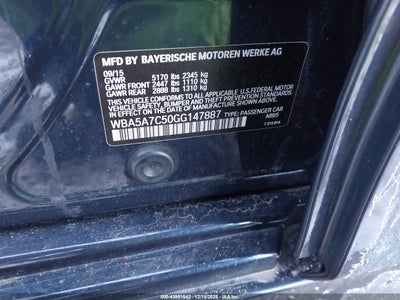 MFD BY BAYERISCHE MOTOREN WERKE AG
09/15
GVWR 5170 lbs 2345 kg
GAWR FRONT 2447 lbs 1110 kg
GAWR REAR 2888 lbs 1310 kg
THIS VEHICLE CONFORMS TO ALL APPLICABLE U.S. FEDERAL MOTOR
VEHICLE SAFETY, BUMPER AND THEFT PREVENTION STANDARDS
IN EFFECT ON THE DATE OF MANUFACTURE SHOWN ABOVE.
WBA5A7C50GG147887 TYPE: PASSENGER CAR